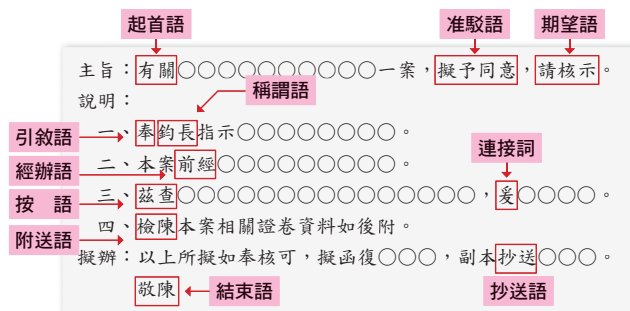 起首語 准駁語 期望語
主旨：有關○○○○○○○○○○一案，擬予同意，請核示。
稱謂語
說明：
引敘語 一、奉鈞長指示○○○○○○○○。
連接詞
經辦語 二、本案前經○○○○○○○○○。
按　語 三、茲查○○○○○○○○○○○○○○○，爰○○○○。
附送語 四、檢陳本案相關證卷資料如後附。
擬辦：以上所擬如奉核可，擬函復○○○，副本抄送○○○。
敬陳 結束語 抄送語